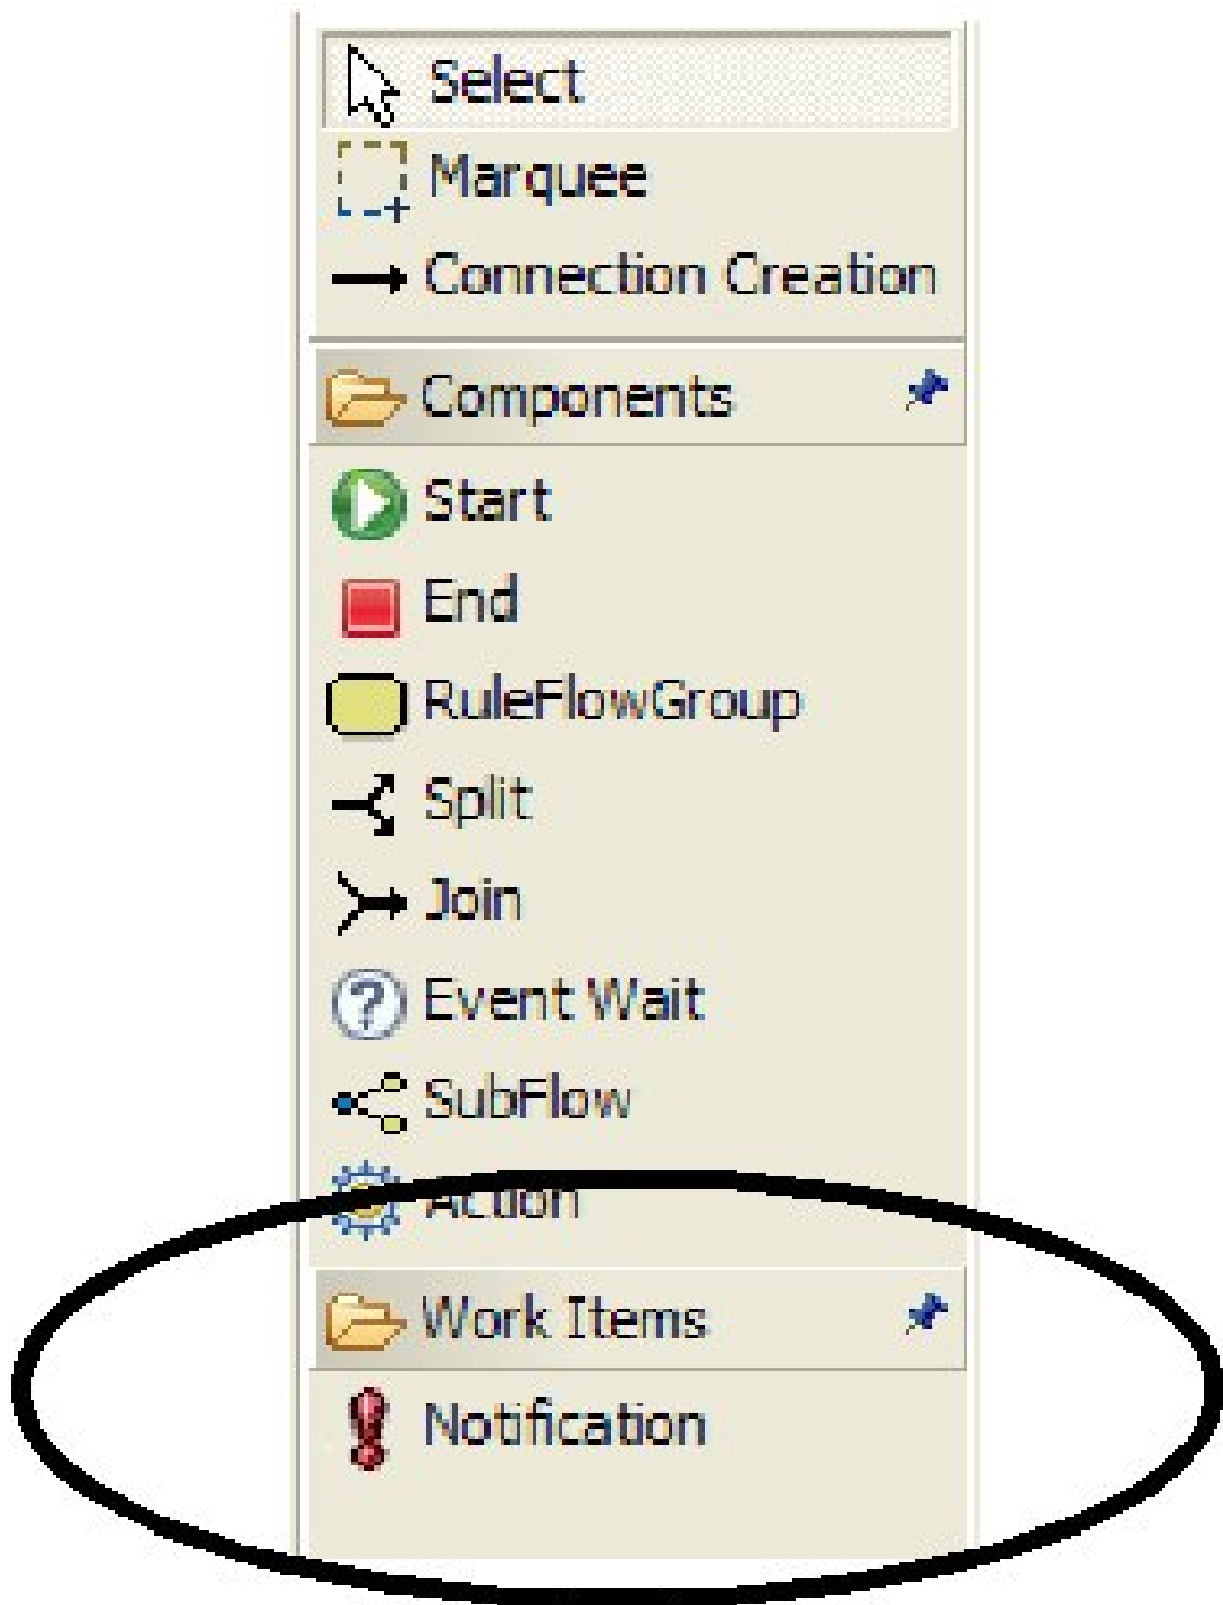 Select
Marquee
Connection Creation
Components
Start
End
RuleFlowGroup
Split
Join
Event Wait
SubFlow
Action
Work Items
Notification